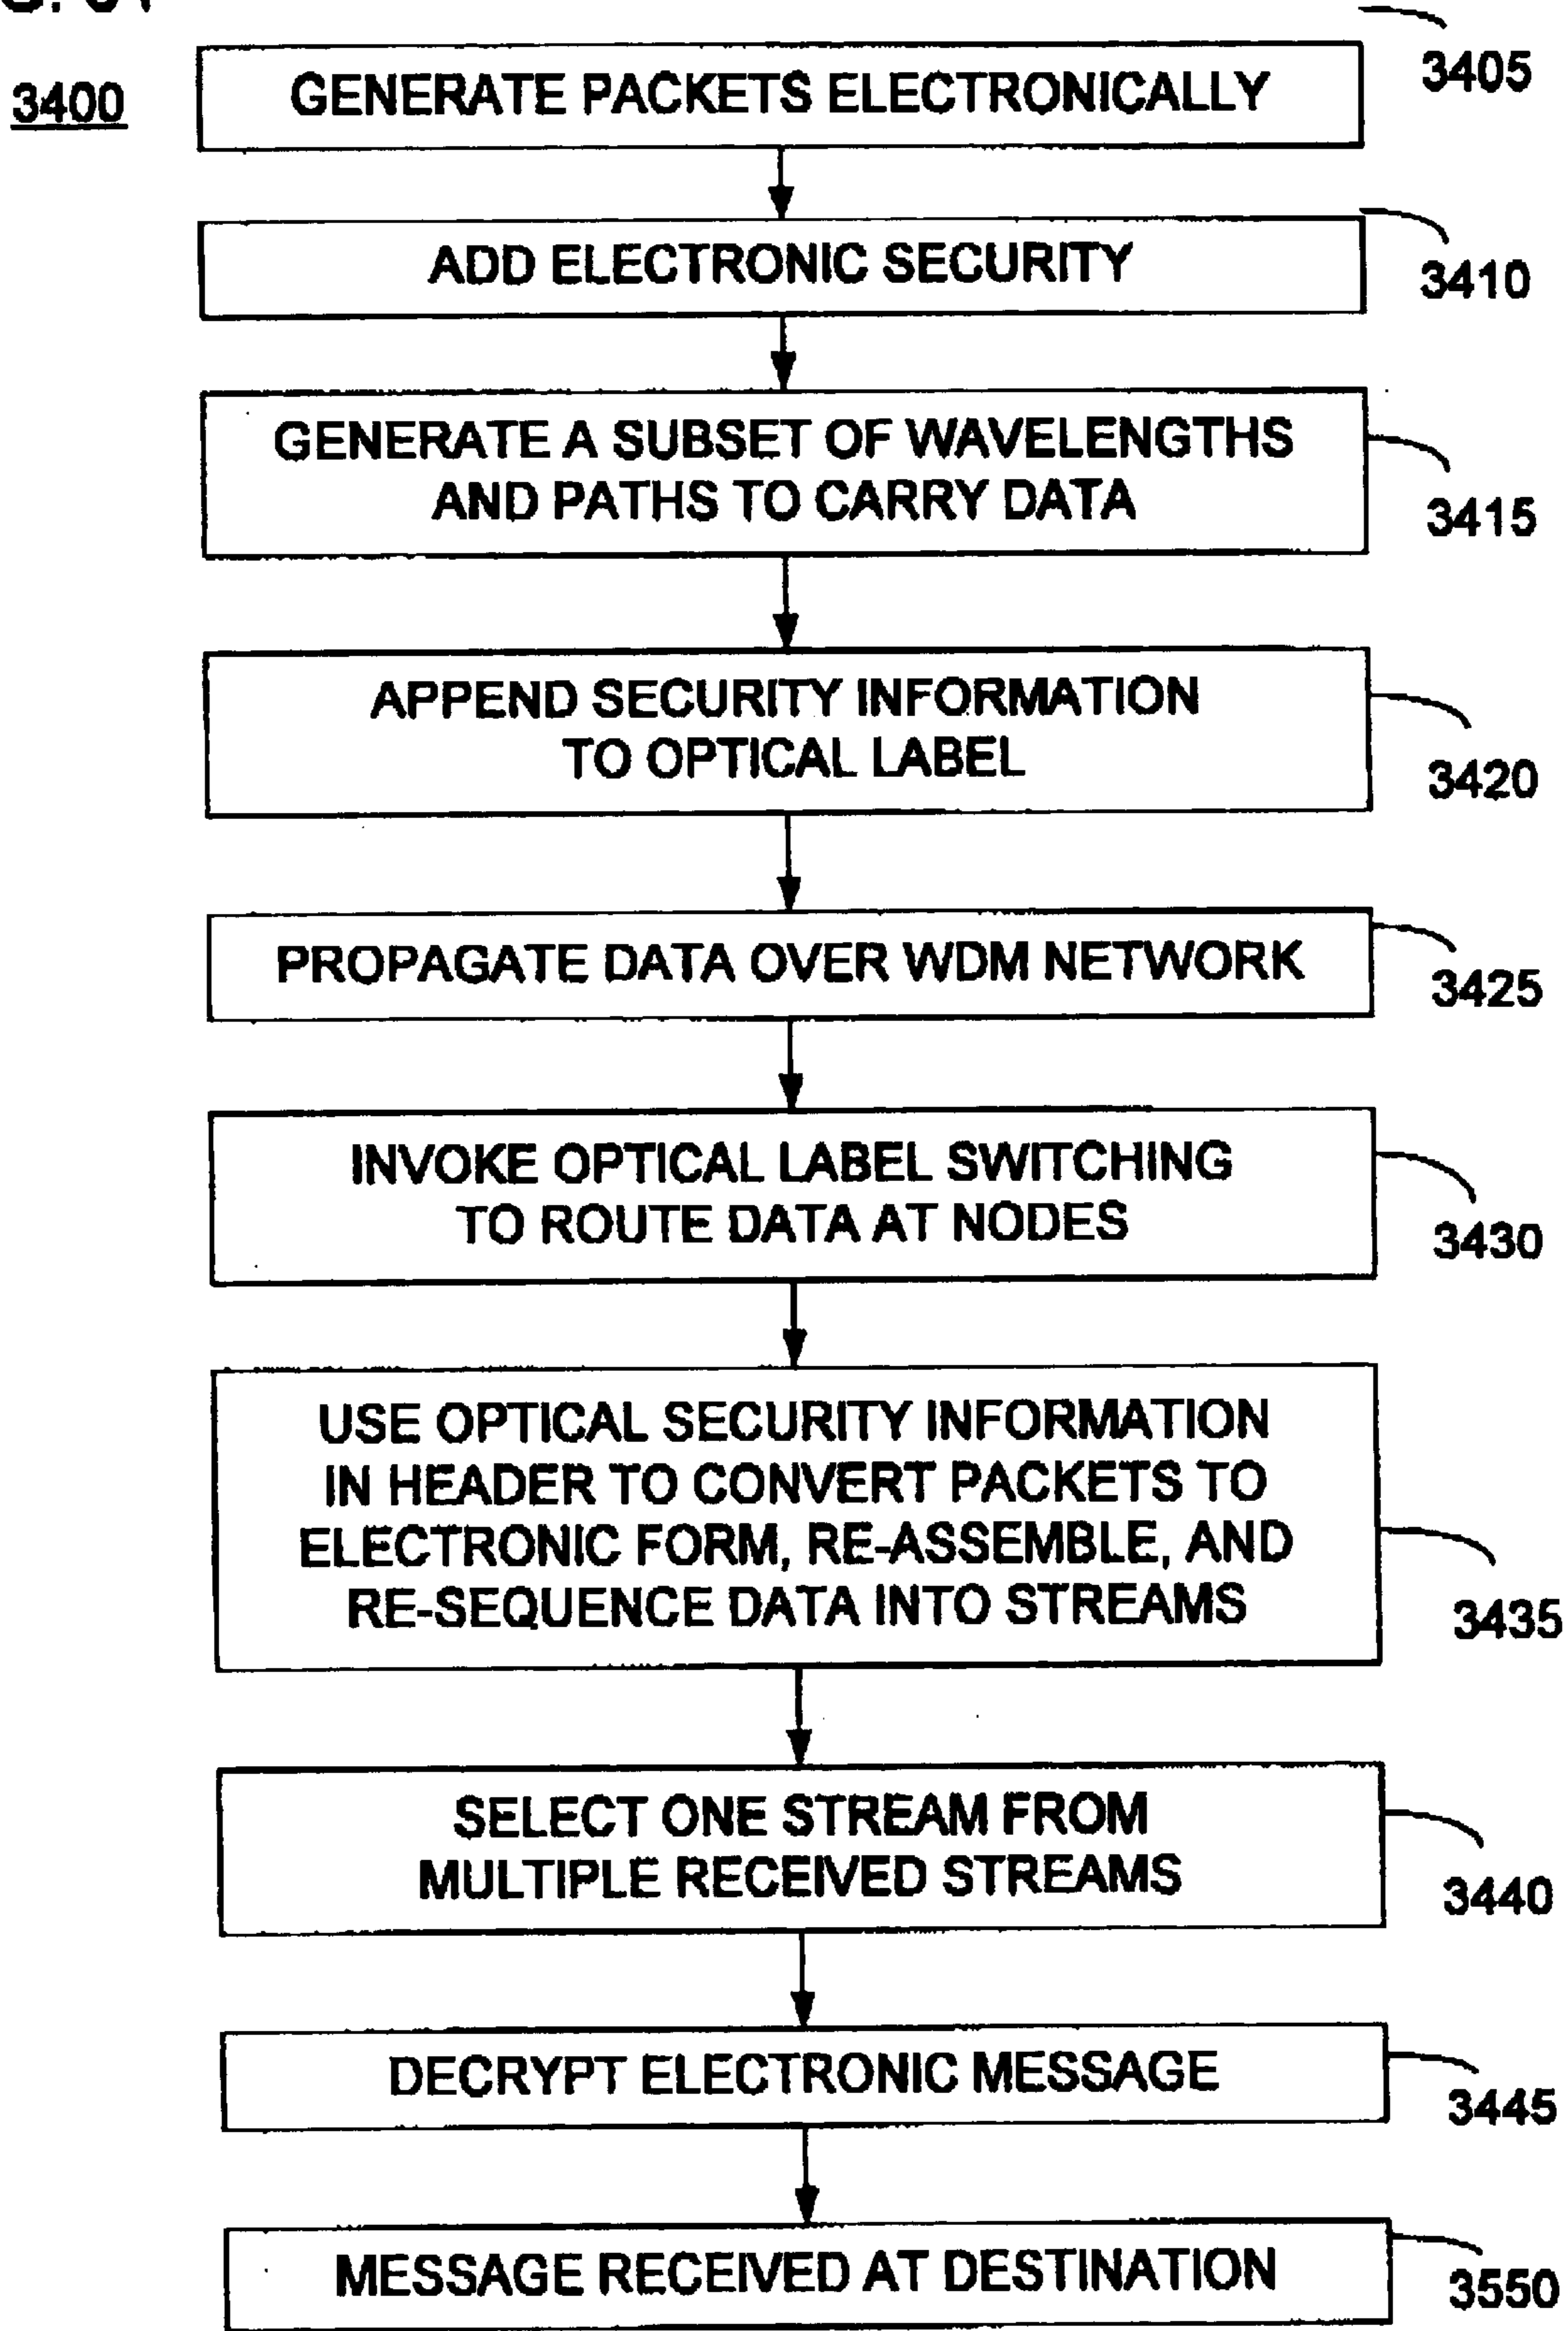 3400
GENERATE PACKETS ELECTRONICALLY
3405
ADD ELECTRONIC SECURITY
3410
GENERATE A SUBSET OF WAVELENGTHS
AND PATHS TO CARRY DATA
3415
APPEND SECURITY INFORMATION
TO OPTICAL LABEL
3420
PROPAGATE DATA OVER WDM NETWORK
3425
INVOKE OPTICAL LABEL SWITCHING
TO ROUTE DATA AT NODES
3430
USE OPTICAL SECURITY INFORMATION
IN HEADER TO CONVERT PACKETS TO
ELECTRONIC FORM, RE-ASSEMBLE, AND
RE-SEQUENCE DATA INTO STREAMS
3435
SELECT ONE STREAM FROM
MULTIPLE RECEIVED STREAMS
3440
DECRYPT ELECTRONIC MESSAGE
3445
MESSAGE RECEIVED AT DESTINATION
3550